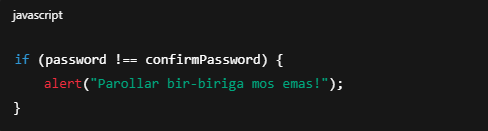 javascript
if (password !== confirmPassword) {
    alert("Parollar bir-biriga mos emas!");
}